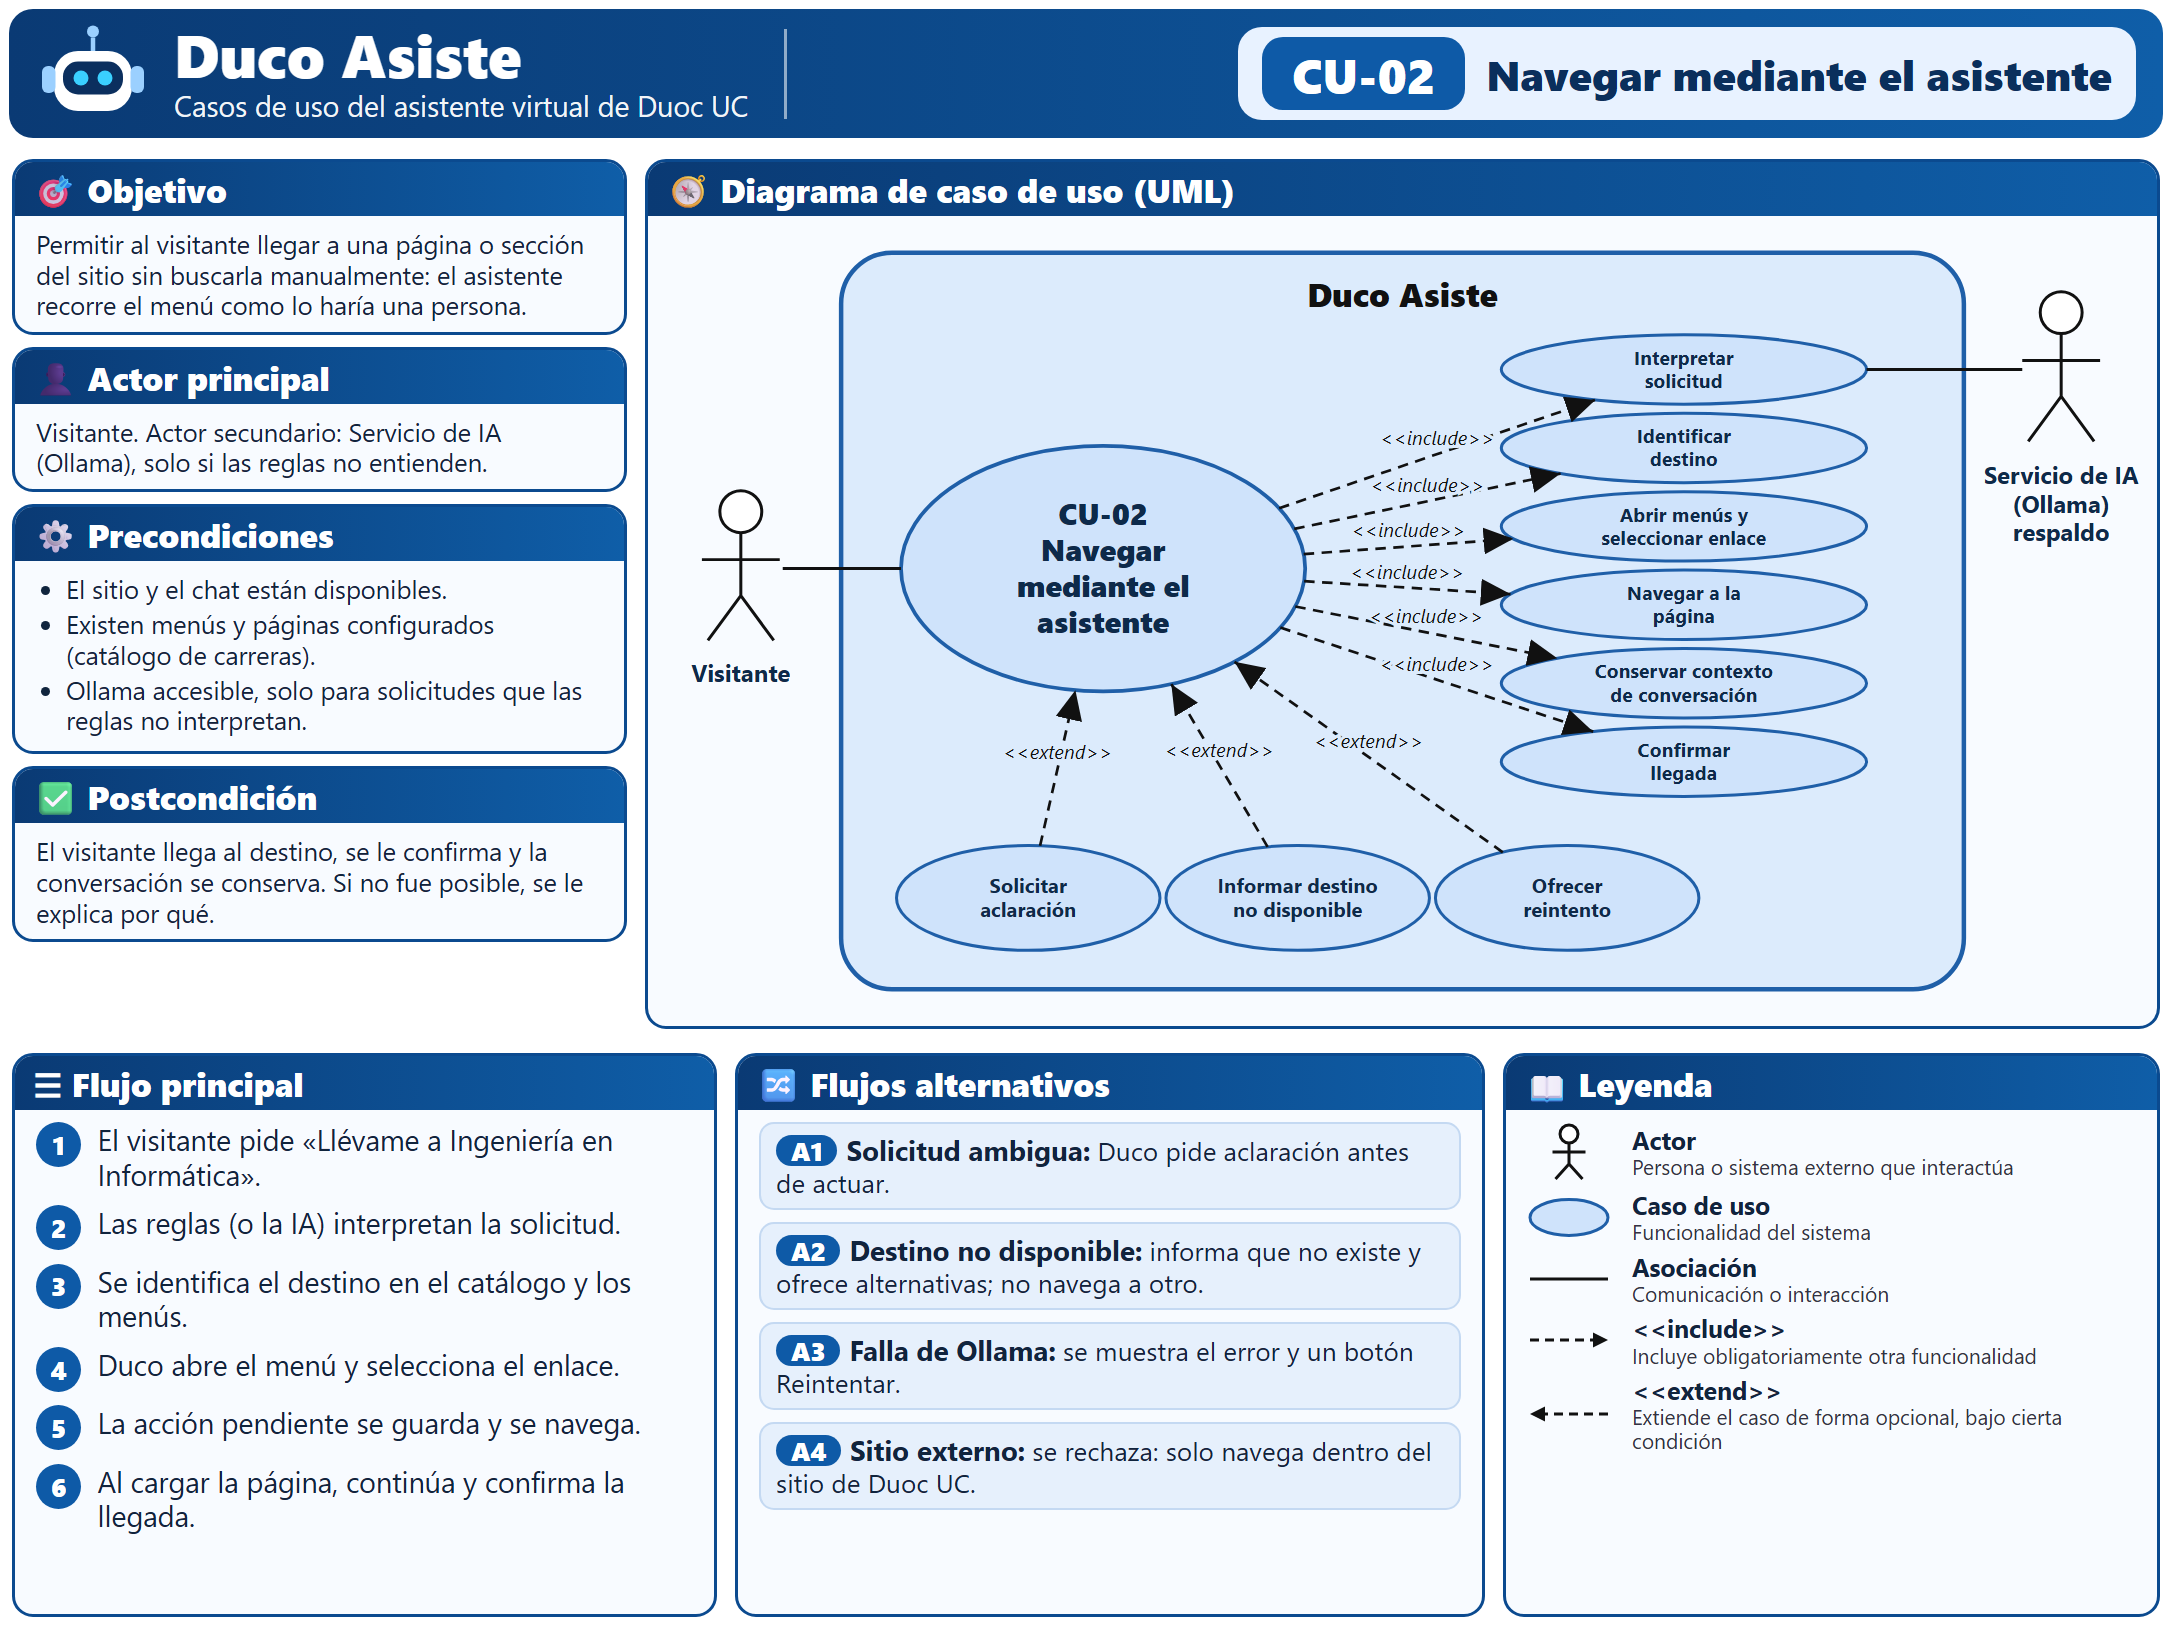 Duco Asiste
Casos de uso del asistente virtual de Duoc UC
CU-02 Navegar mediante el asistente
Objetivo
Permitir al visitante llegar a una página o sección
del sitio sin buscarla manualmente: el asistente
recorre el menú como lo haría una persona.
Actor principal
Visitante. Actor secundario: Servicio de IA
(Ollama), solo si las reglas no entienden.
Precondiciones
• El sitio y el chat están disponibles.
• Existen menús y páginas configurados
(catálogo de carreras).
• Ollama accesible, solo para solicitudes que las
reglas no interpretan.
Postcondición
El visitante llega al destino, se le confirma y la
conversación se conserva. Si no fue posible, se le
explica por qué.
Diagrama de caso de uso (UML)
Duco Asiste
Visitante
CU-02
Navegar
mediante el
asistente
<<include>>
<<include>>
<<include>>
<<include>>
<<include>>
<<include>>
Interpretar
solicitud
Identificar
destino
Abrir menús y
seleccionar enlace
Navegar a la
página
Conservar contexto
de conversación
Confirmar
llegada
Servicio de IA
(Ollama)
respaldo
<<extend>>
<<extend>>
<<extend>>
Solicitar
aclaración
Informar destino
no disponible
Ofrecer
reintento
Flujo principal
1 El visitante pide «Llévame a Ingeniería en
Informática».
2 Las reglas (o la IA) interpretan la solicitud.
3 Se identifica el destino en el catálogo y los
menús.
4 Duco abre el menú y selecciona el enlace.
5 La acción pendiente se guarda y se navega.
6 Al cargar la página, continúa y confirma la
llegada.
Flujos alternativos
A1 Solicitud ambigua: Duco pide aclaración antes
de actuar.
A2 Destino no disponible: informa que no existe y
ofrece alternativas; no navega a otro.
A3 Falla de Ollama: se muestra el error y un botón
Reintentar.
A4 Sitio externo: se rechaza: solo navega dentro del
sitio de Duoc UC.
Leyenda
Actor
Persona o sistema externo que interactúa
Caso de uso
Funcionalidad del sistema
Asociación
Comunicación o interacción
<<include>>
Incluye obligatoriamente otra funcionalidad
<<extend>>
Extiende el caso de forma opcional, bajo cierta
condición